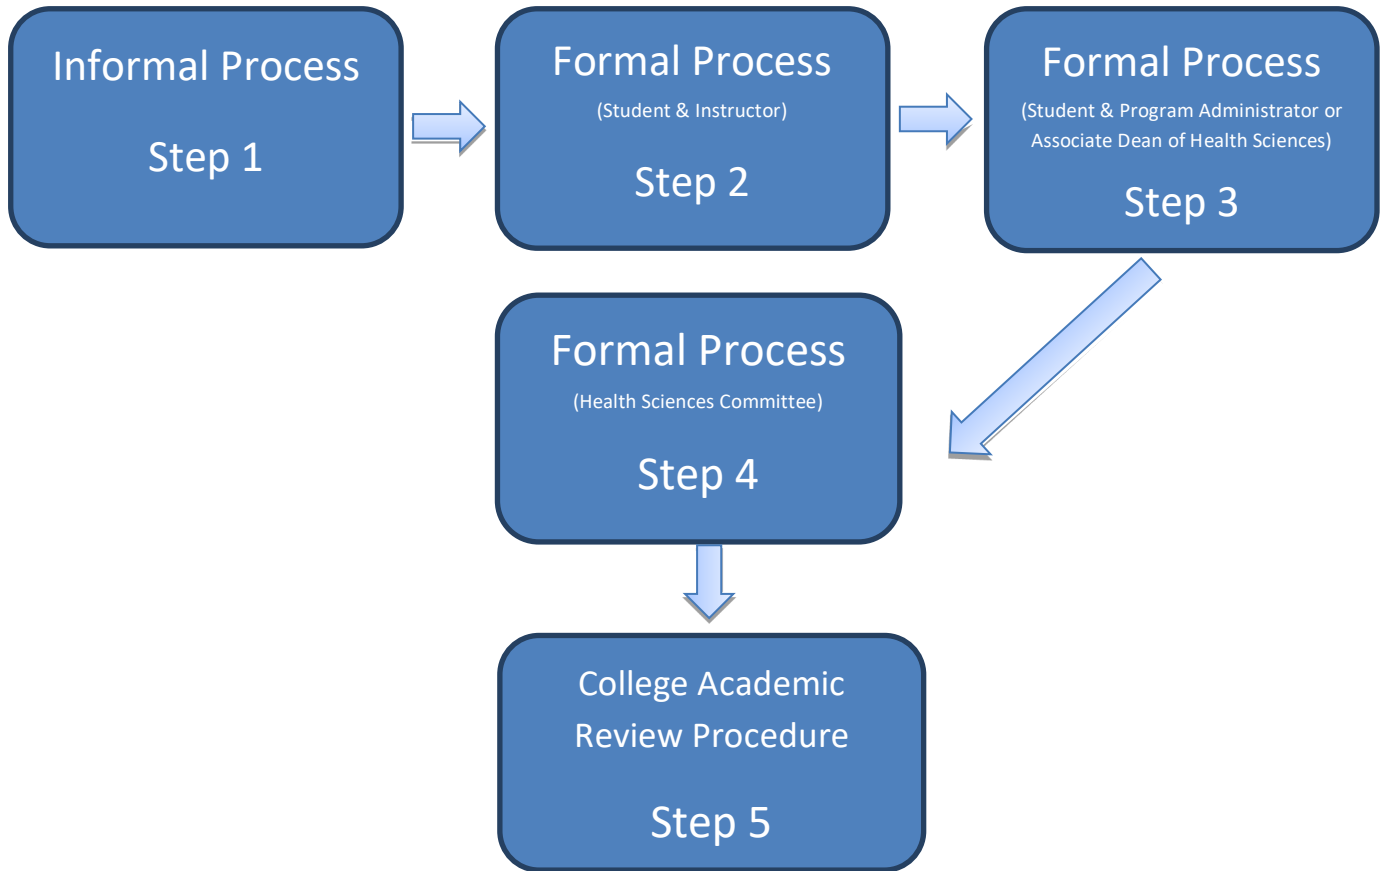 Informal Process
Step 1
Formal Process
(Student & Instructor)
Step 2
Formal Process
(Student & Program Administrator or
Associate Dean of Health Sciences)
Step 3
Formal Process
(Health Sciences Committee)
Step 4
College Academic
Review Procedure
Step 5